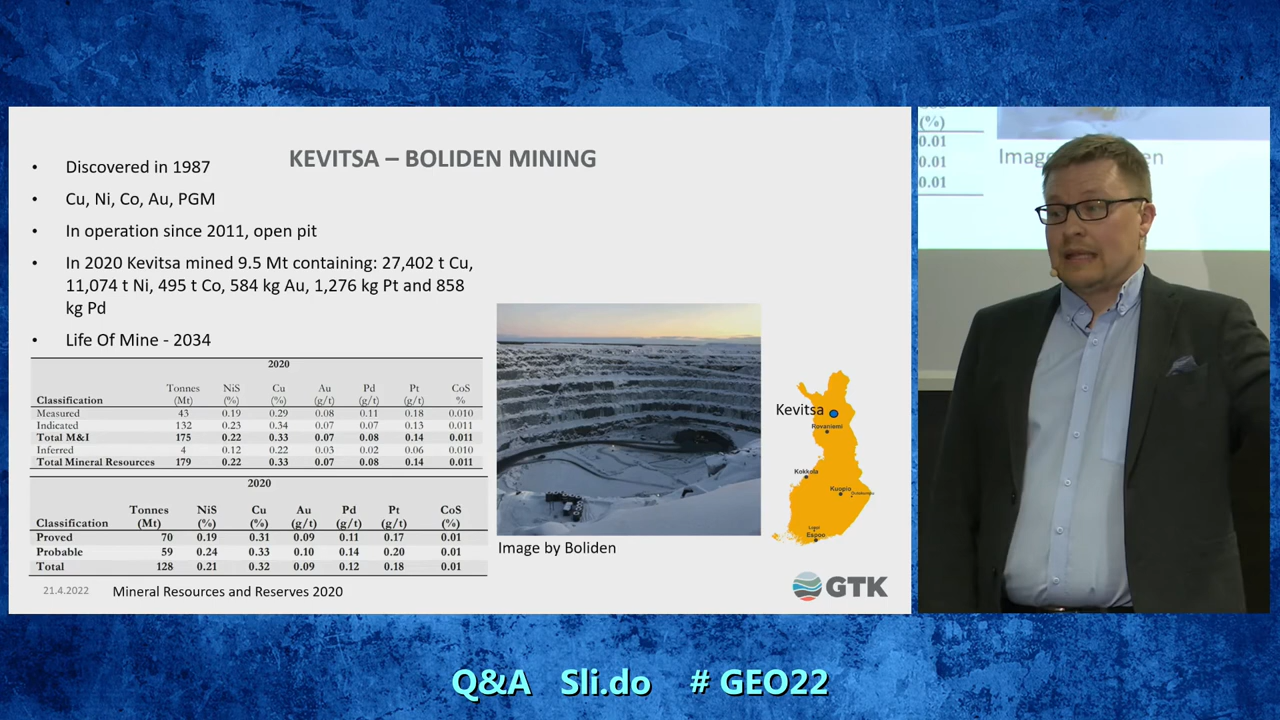 KEVITSA – BOLIDEN MINING
• Discovered in 1987
• Cu, Ni, Co, Au, PGM
• In operation since 2011, open pit
• In 2020 Kevitsa mined 9.5 Mt containing: 27,402 t Cu,
11,074 t Ni, 495 t Co, 584 kg Au, 1,276 kg Pt and 858
kg Pd
• Life Of Mine - 2034
2020
Tonnes NiS Cu Au Pd Pt CoS
Classification (Mt) (%) (%) (g/t) (g/t) (g/t) %
Measured 43 0.19 0.29 0.08 0.11 0.18 0.010
Indicated 132 0.23 0.34 0.07 0.07 0.13 0.011
Total M&I 175 0.22 0.33 0.07 0.08 0.14 0.011
Inferred 4 0.12 0.22 0.03 0.02 0.06 0.010
Total Mineral Resources 179 0.22 0.33 0.07 0.08 0.14 0.011
2020
Tonnes NiS Cu Au Pd Pt CoS
Classification (Mt) (%) (%) (g/t) (g/t) (g/t) (%)
Proved 70 0.19 0.31 0.09 0.11 0.17 0.01
Probable 59 0.24 0.33 0.10 0.14 0.20 0.01
Total 128 0.21 0.32 0.09 0.12 0.18 0.01
21.4.2022 Mineral Resources and Reserves 2020
Image by Boliden
Kevitsa
Rovaniemi
Kokkola
Kuopio
Outokumpu
Loppi
Espoo
GTK
(%)
0.01
0.01
0.01
Q&A Sli.do # GEO22